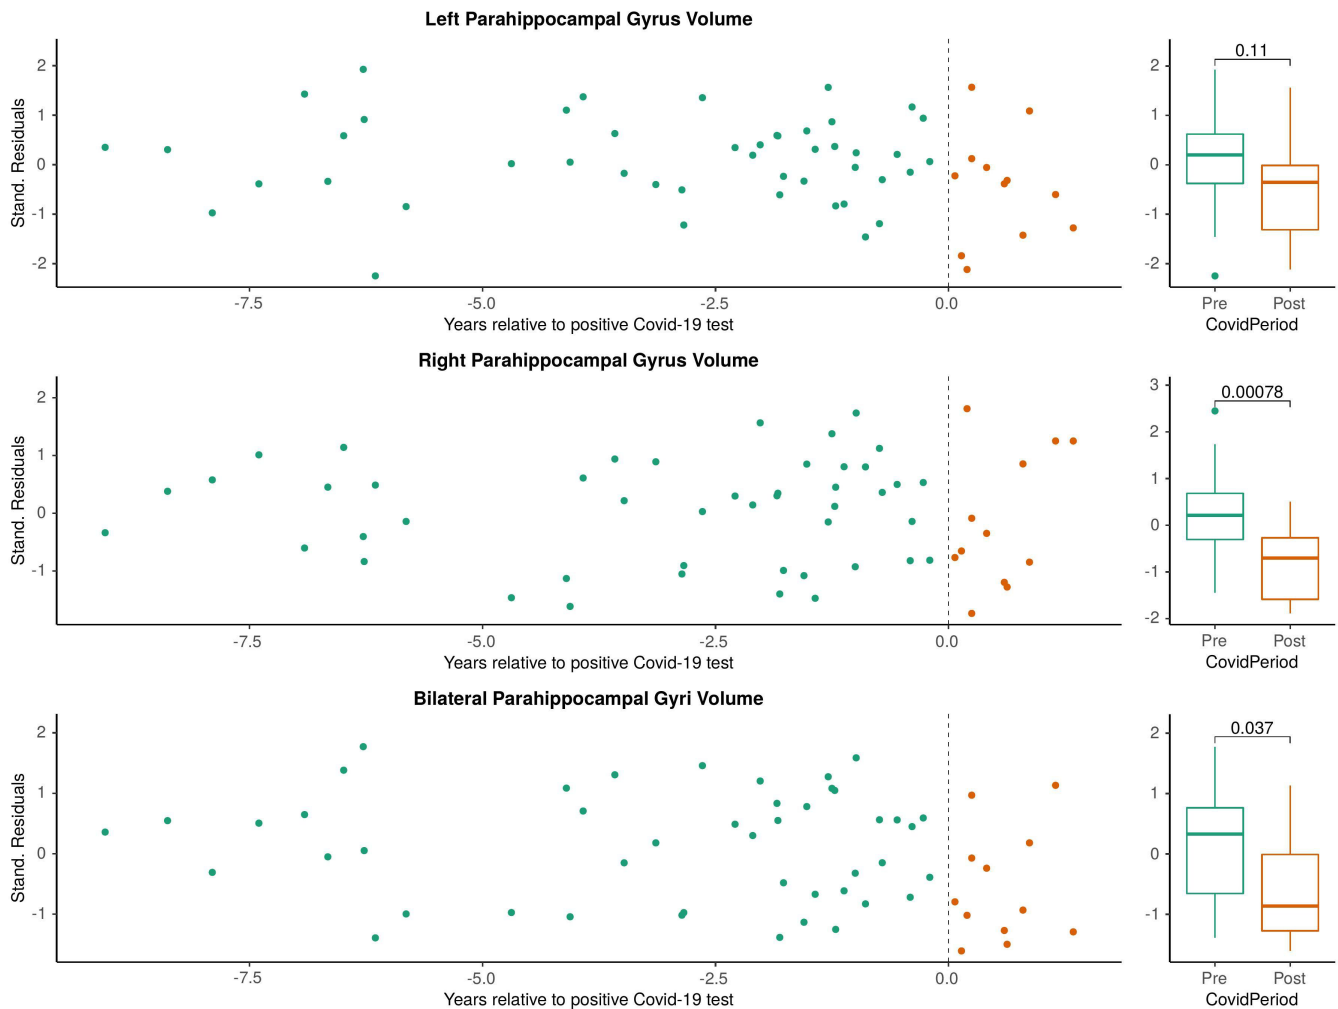 Left Parahippocampal Gyrus Volume
Stand. Residuals
2
1
0
-1
-2
-7.5 -5.0 -2.5 0.0
Years relative to positive Covid-19 test
0.11
2
1
0
-1
-2
Pre Post
CovidPeriod
Right Parahippocampal Gyrus Volume
Stand. Residuals
2
1
0
-1
-7.5 -5.0 -2.5 0.0
Years relative to positive Covid-19 test
0.00078
3
2
1
0
-1
-2
Pre Post
CovidPeriod
Bilateral Parahippocampal Gyri Volume
Stand. Residuals
2
1
0
-1
-7.5 -5.0 -2.5 0.0
Years relative to positive Covid-19 test
0.037
2
1
0
-1
Pre Post
CovidPeriod